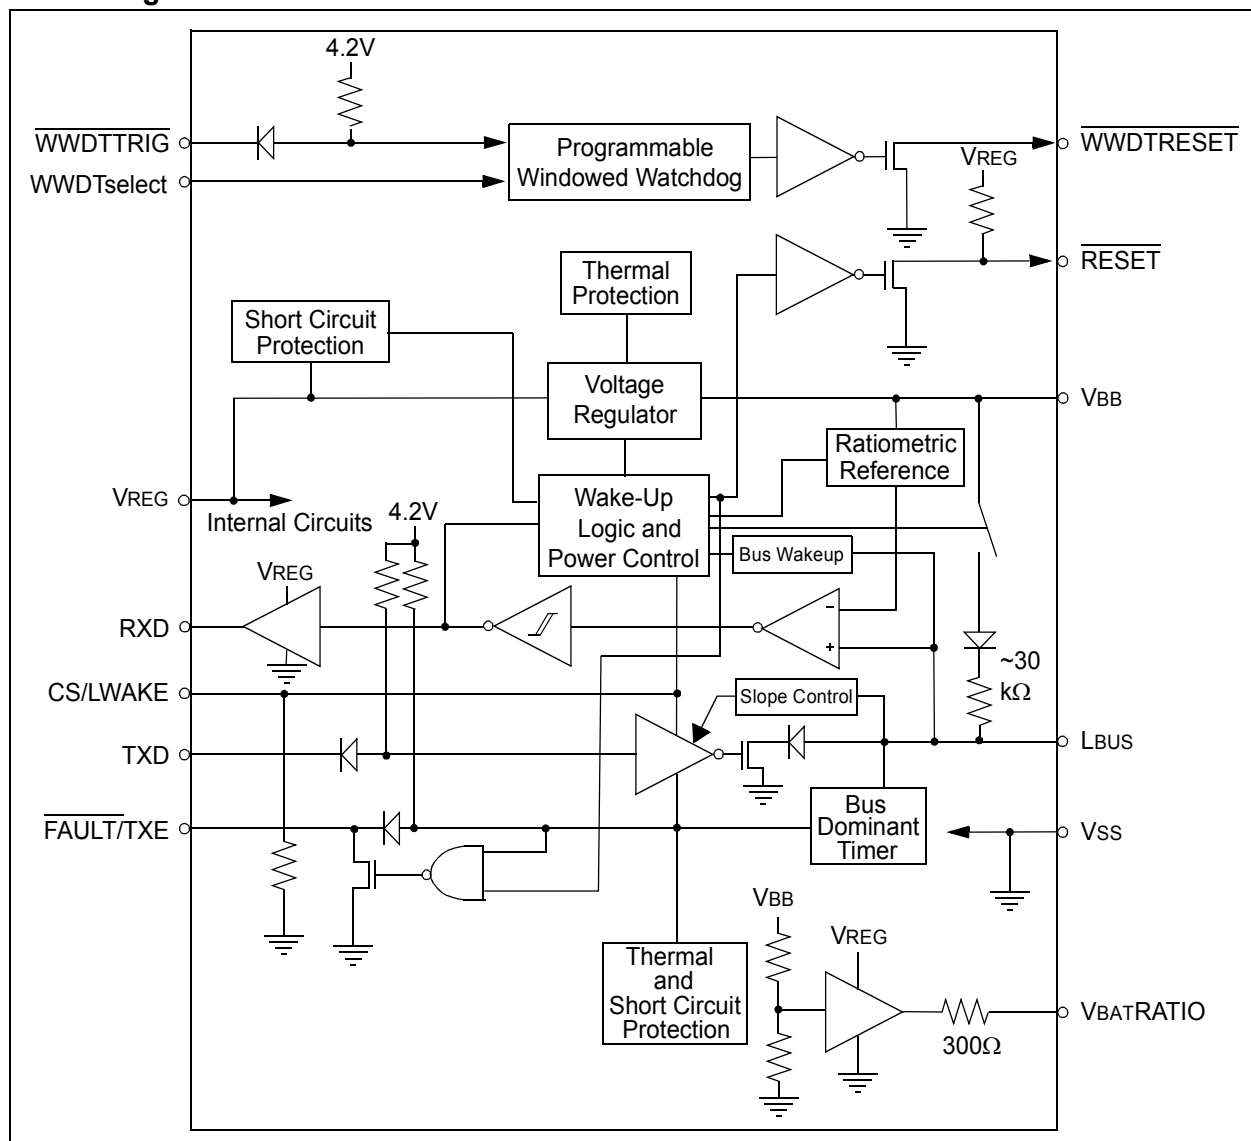 4.2V
WWDTTRIG
WWDTselect
Programmable
Windowed Watchdog
WWDTRESET
VREG
RESET
Thermal
Protection
Short Circuit
Protection
Voltage
Regulator
VBB
Ratiometric
Reference
VREG
Internal Circuits
4.2V
Wake-Up
Logic and
Power Control
Bus Wakeup
VREG
RXD
-
+
~30
kΩ
CS/LWAKE
Slope Control
TXD
LBUS
FAULT/TXE
Bus
Dominant
Timer
VSS
VBB
VREG
Thermal
and
Short Circuit
Protection
300Ω
VBATRATIO